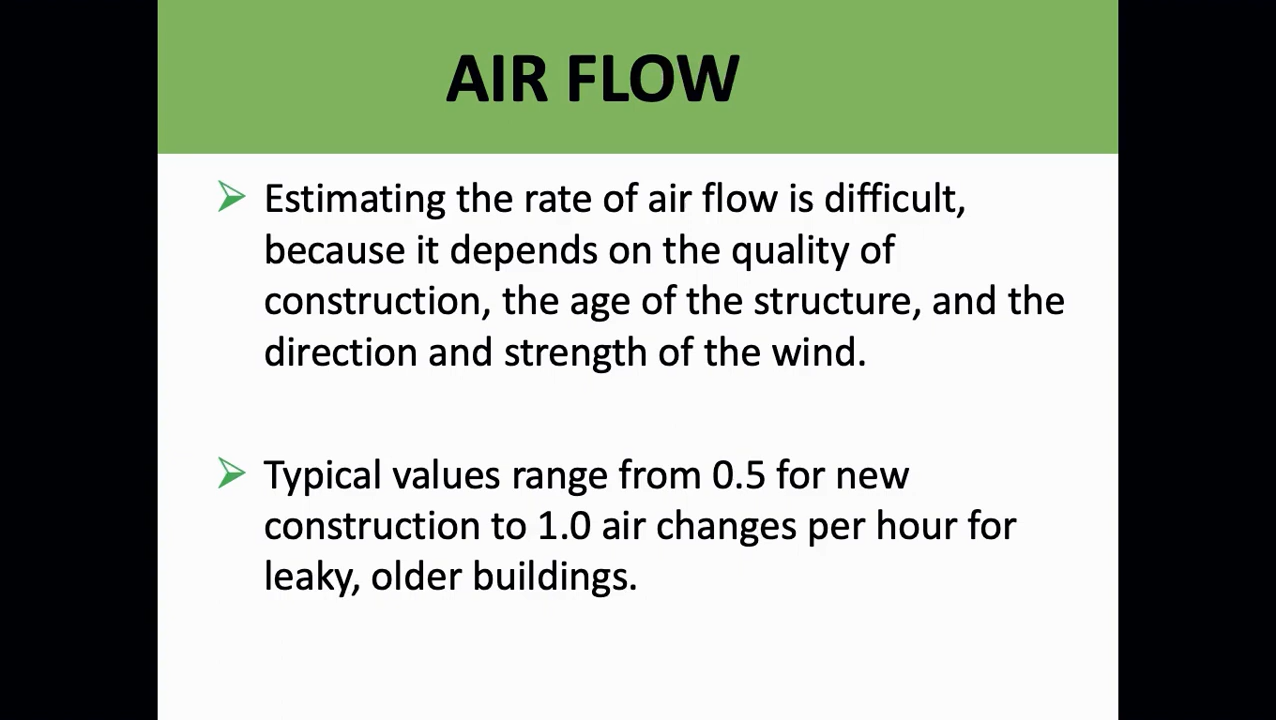 AIR FLOW
Estimating the rate of air flow is difficult,
because it depends on the quality of
construction, the age of the structure, and the
direction and strength of the wind.
Typical values range from 0.5 for new
construction to 1.0 air changes per hour for
leaky, older buildings.